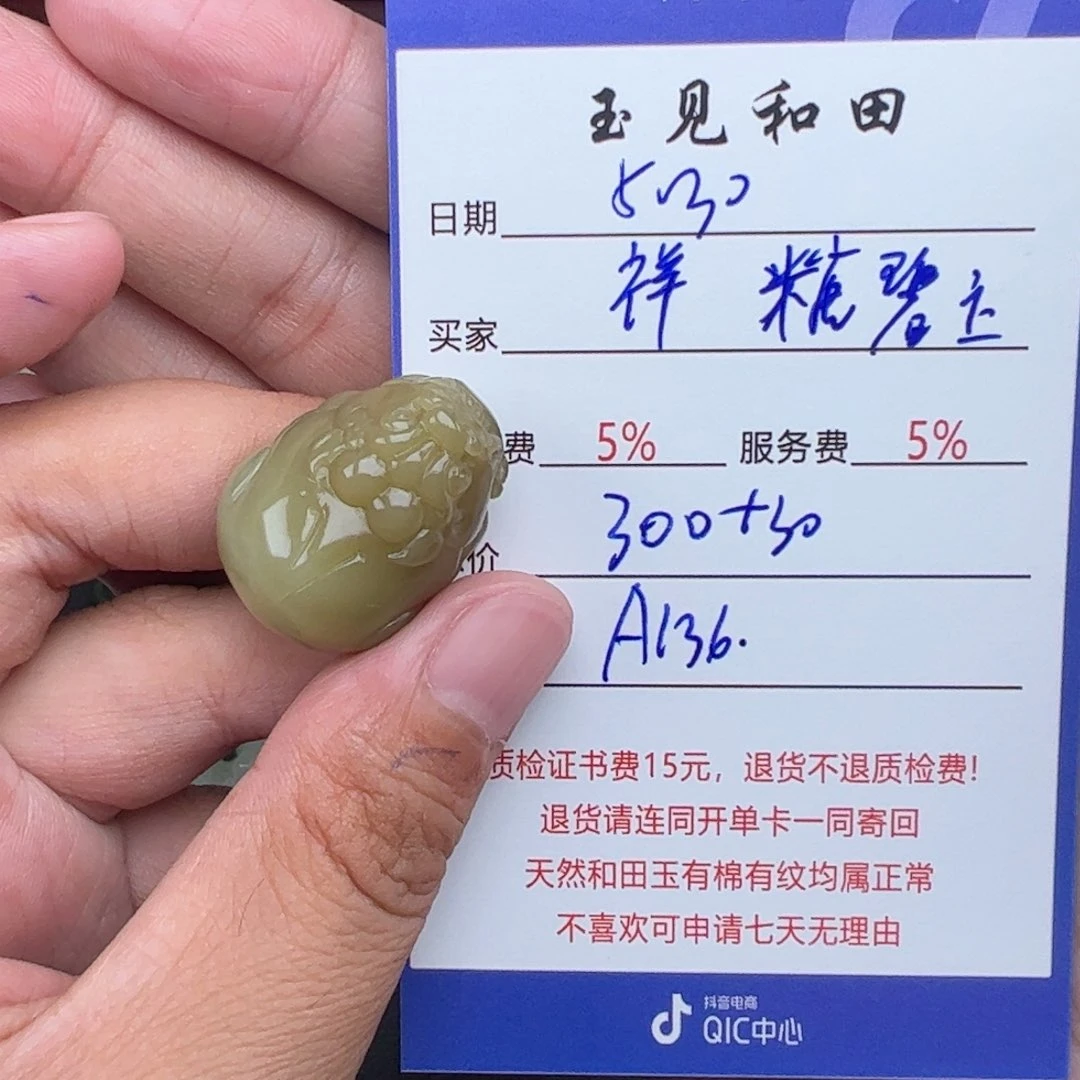 玉见和田
日期 5.30
买家 祥 糖碧玉
费 5% 服务费 5%
价 300+30
A136.
质检证书费15元，退货不退质检费！
退货请连同开单卡一同寄回
天然和田玉有棉有纹均属正常
不喜欢可申请七天无理由
抖音电商
QIC中心